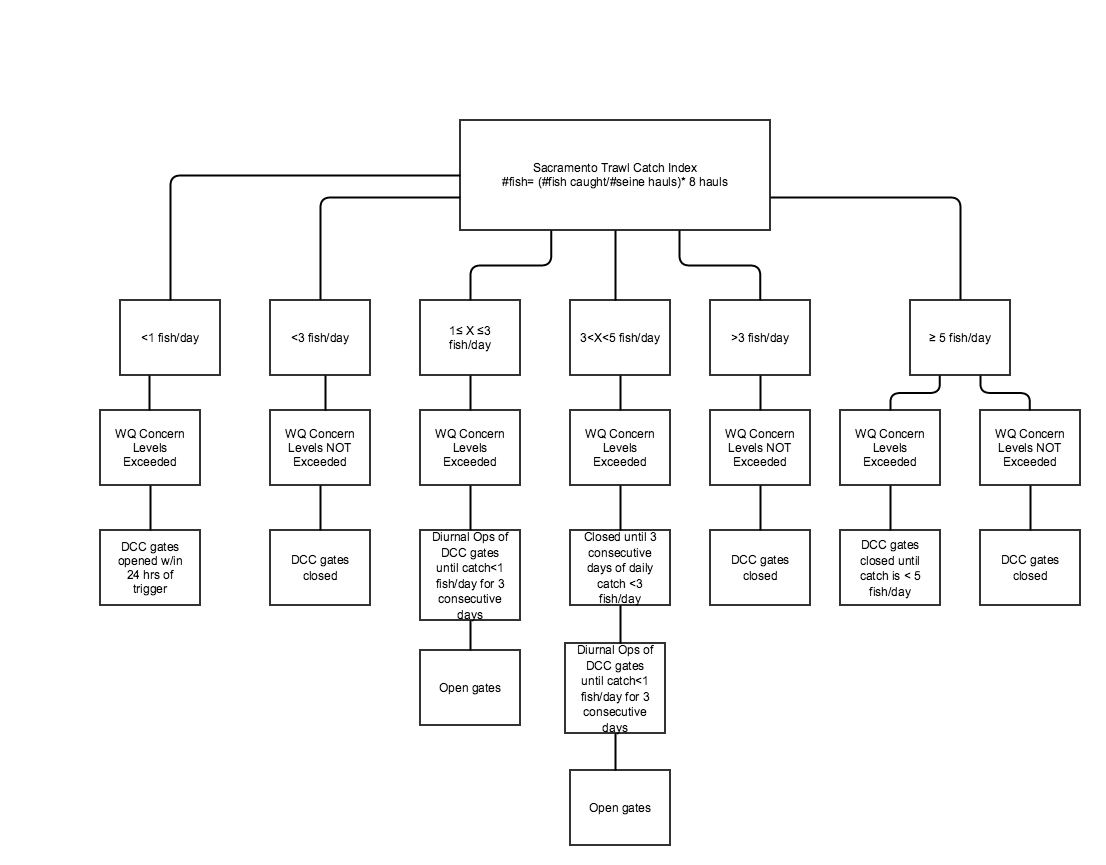 Sacramento Trawl Catch Index
#fish= (#fish caught/#seine hauls)* 8 hauls
<1 fish/day
<3 fish/day
1≤ X ≤3
fish/day
3<X<5 fish/day
>3 fish/day
≥ 5 fish/day
WQ Concern
Levels
Exceeded
WQ Concern
Levels NOT
Exceeded
WQ Concern
Levels
Exceeded
WQ Concern
Levels
Exceeded
WQ Concern
Levels NOT
Exceeded
WQ Concern
Levels
Exceeded
WQ Concern
Levels NOT
Exceeded
DCC gates
opened w/in
24 hrs of
trigger
DCC gates
closed
Diurnal Ops of
DCC gates
until catch<1
fish/day for 3
consecutive
days
Closed until 3
consecutive
days of daily
catch <3
fish/day
DCC gates
closed
DCC gates
closed until
catch is < 5
fish/day
DCC gates
closed
Open gates
Diurnal Ops of
DCC gates
until catch<1
fish/day for 3
consecutive
days
Open gates